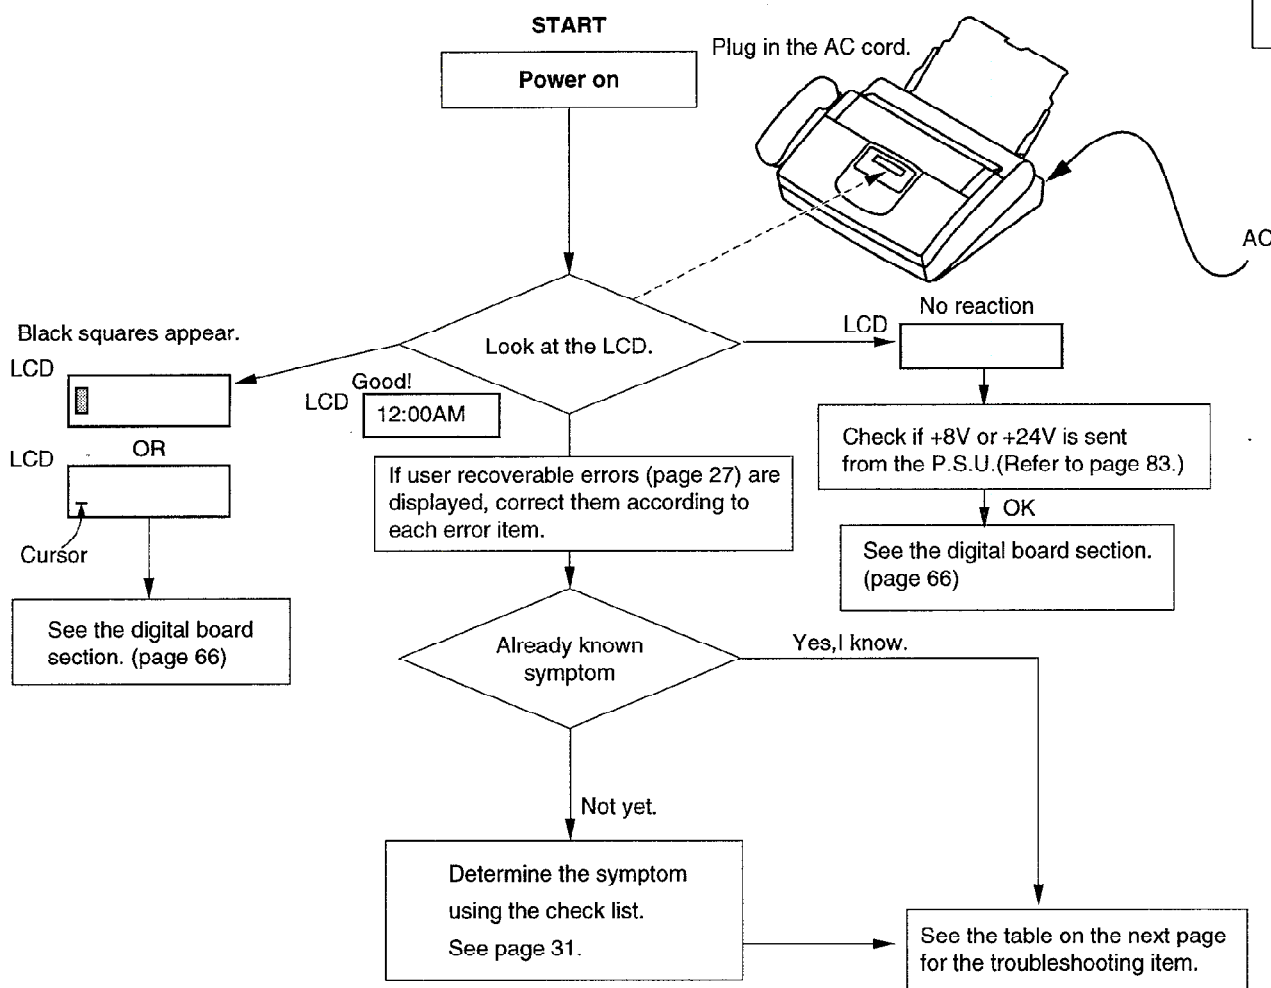 START
Power on
Plug in the AC cord.
AC
Look at the LCD.
Black squares appear.
LCD
OR
LCD
Cursor
See the digital board
section. (page 66)
Good!
LCD
12:00AM
If user recoverable errors (page 27) are
displayed, correct them according to
each error item.
No reaction
LCD
Check if +8V or +24V is sent
from the P.S.U.(Refer to page 83.)
OK
See the digital board section.
(page 66)
Already known
symptom
Yes,I know.
Not yet.
Determine the symptom
using the check list.
See page 31.
See the table on the next page
for the troubleshooting item.